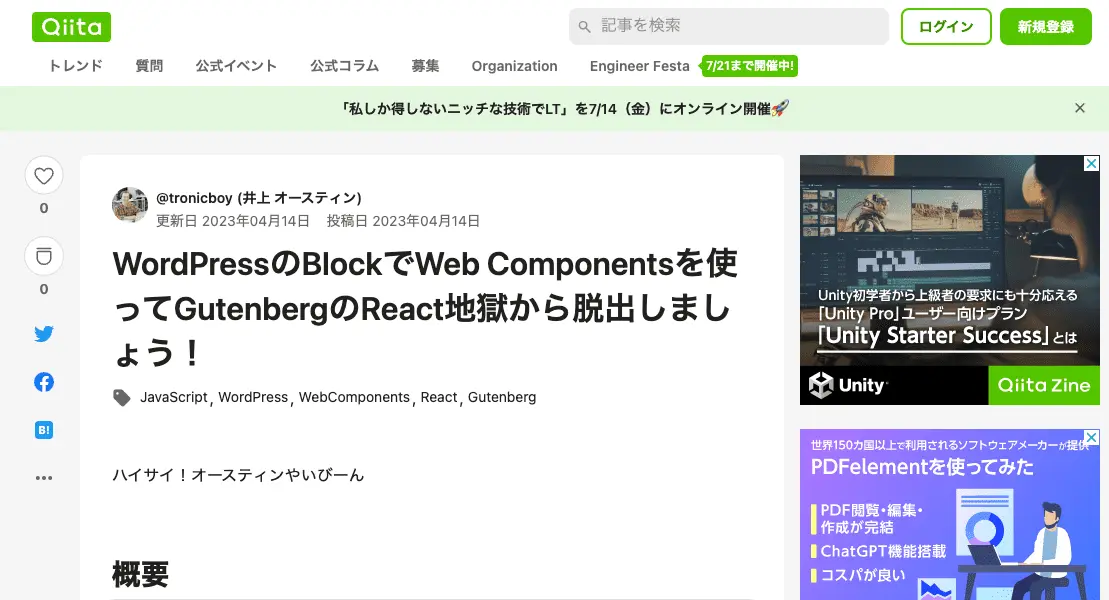 Qiita
記事を検索
ログイン
新規登録
トレンド
質問
公式イベント
公式コラム
募集
Organization
Engineer Festa
7/21まで開催中!
「私しか得しないニッチな技術でLT」を7/14（金）にオンライン開催🚀
@tronicboy (井上 オースティン)
更新日 2023年04月14日 投稿日 2023年04月14日
WordPressのBlockでWeb Componentsを使
ってGutenbergのReact地獄から脱出しまし
ょう！
JavaScript, WordPress, WebComponents, React, Gutenberg
ハイサイ！オースティンやいびーん
概要
0
0
B!
Unity初学者から上級者の要求にも十分応える
「Unity Pro」ユーザー向けプラン
「Unity Starter Success」とは
Unity
Qiita Zine
世界150カ国以上で利用されるソフトウェアメーカーが提供
PDFelementを使ってみた
PDF閲覧・編集・
作成が完結
ChatGPT機能搭載
コスパが良い